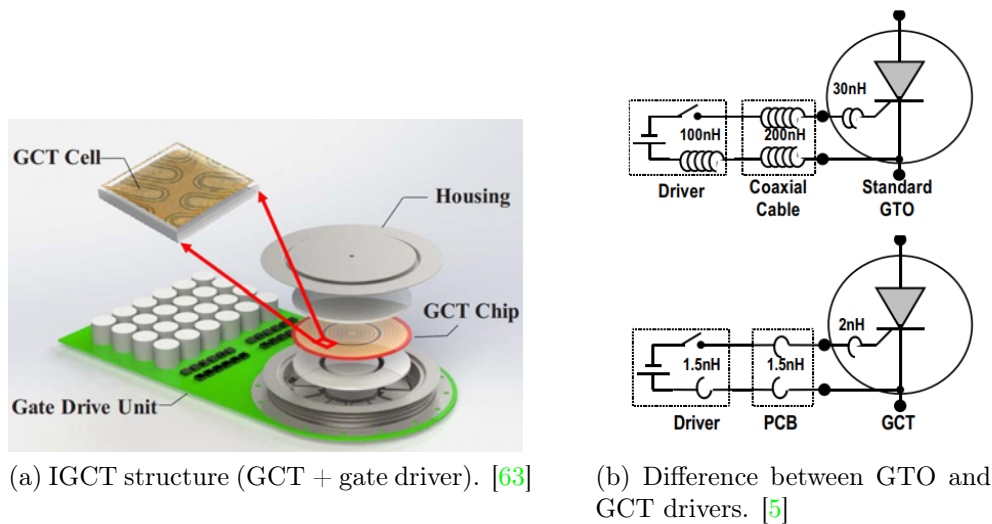 GCT Cell
Housing
GCT Chip
Gate Drive Unit
(a) IGCT structure (GCT + gate driver). [63]
30nH
100nH
200nH
Driver
Coaxial
Cable
Standard
GTO
2nH
1.5nH
1.5nH
Driver
PCB
GCT
(b) Difference between GTO and
GCT drivers. [5]